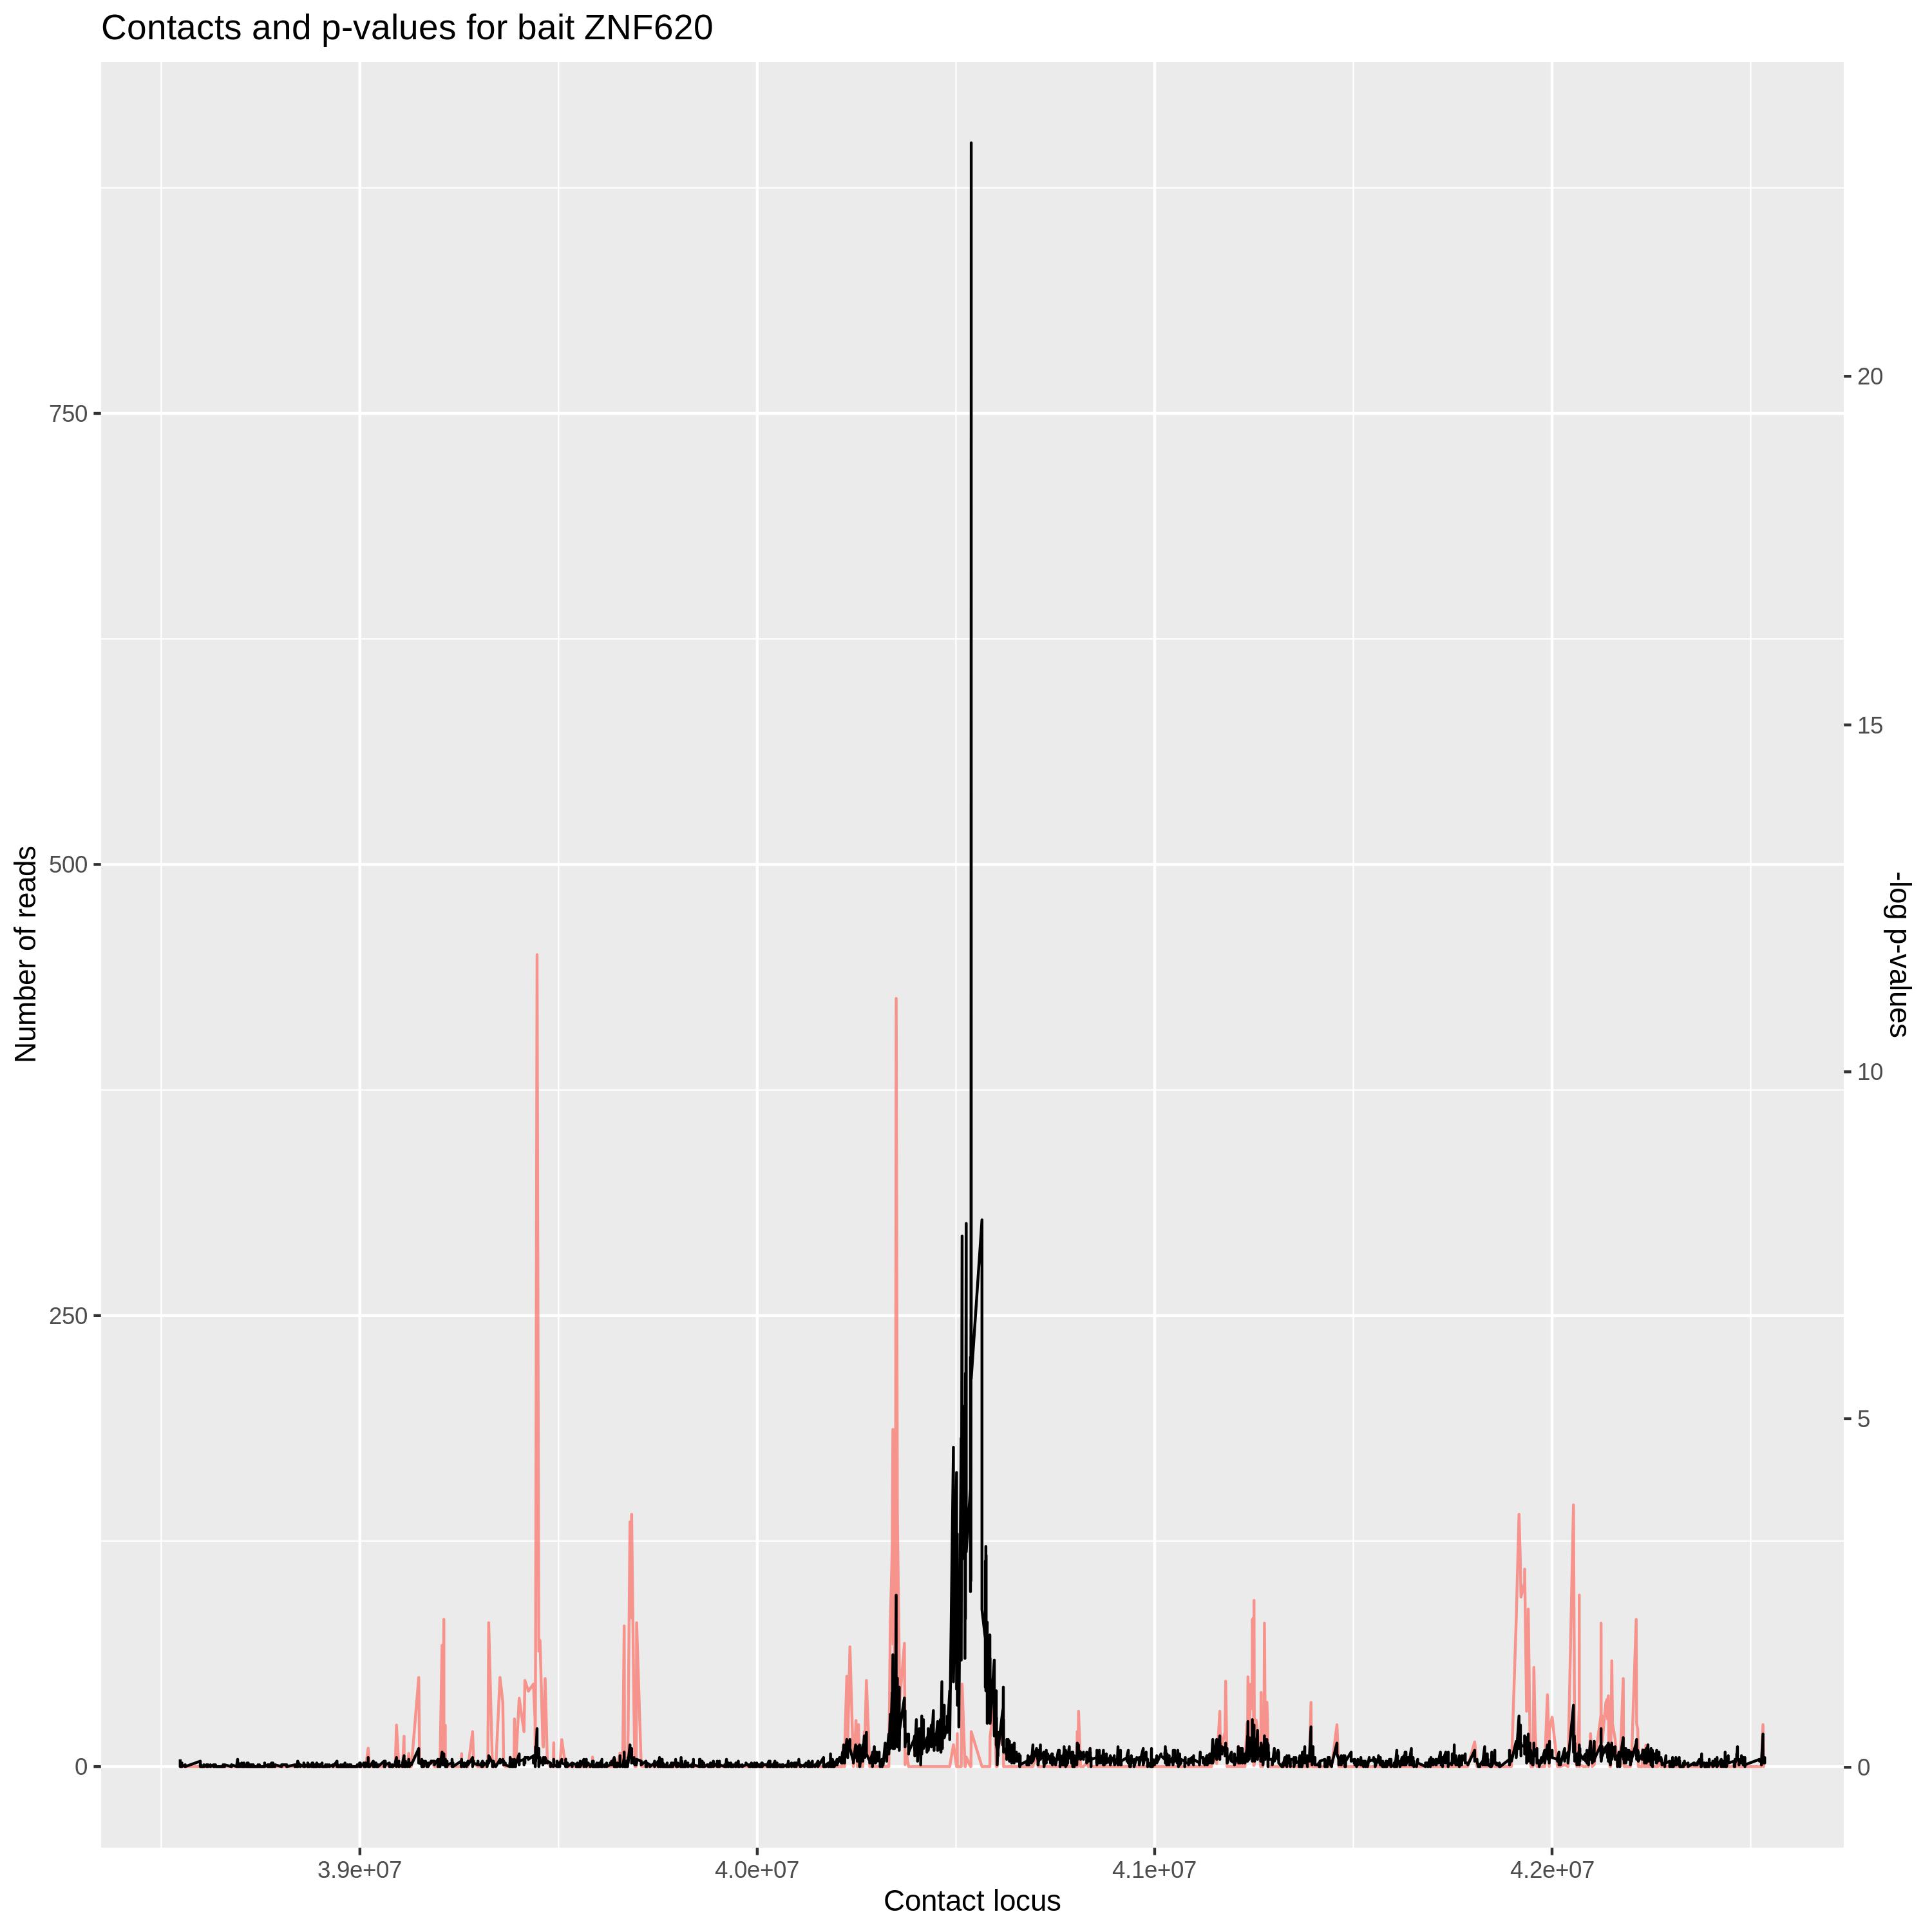 Contacts and p-values for bait ZNF620
Number of reads
750
500
250
0
20
15
10
5
0
-log p-values
3.9e+07 4.0e+07 4.1e+07 4.2e+07
Contact locus